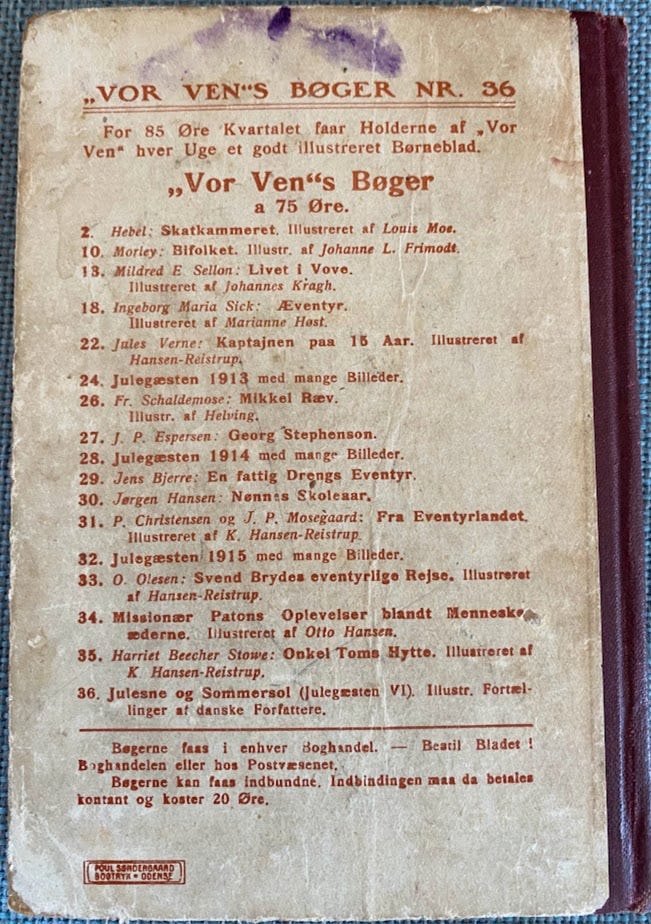 „VOR VEN“S BØGER NR. 36
For 85 Øre Kvartalet faar Holderne af „Vor
Ven“ hver Uge et godt illustreret Børneblad.
„Vor Ven“s Bøger
a 75 Øre.
2. Hebel: Skatkammeret. Illustreret af Louis Moe.
10. Morley: Bifolket. Illustr. af Johanne L. Frimodt.
13. Mildred E. Sellon: Livet i Vove.
Illustreret af Johannes Kragh.
18. Ingeborg Maria Sick: Æventyr.
Illustreret af Marianne Høst.
22. Jules Verne: Kaptajnen paa 15 Aar. Illustreret af
Hansen-Reistrup.
24. Julegæsten 1913 med mange Billeder.
26. Fr. Schaldemose: Mikkel Ræv.
Illustr. af Helving.
27. J. P. Espersen: Georg Stephenson.
28. Julegæsten 1914 med mange Billeder.
29. Jens Bjerre: En fattig Drengs Eventyr.
30. Jørgen Hansen: Nønnes Skoleaar.
31. P. Christensen og J. P. Mosegaard: Fra Eventyrlandet.
Illustreret af K. Hansen-Reistrup.
32. Julegæsten 1915 med mange Billeder.
33. O. Olesen: Svend Brydes eventyrlige Rejse. Illustreret
af Hansen-Reistrup.
34. Missionær Patons Oplevelser blandt Menneske-
æderne. Illustreret af Otto Hansen.
35. Harriet Beecher Stowe: Onkel Toms Hytte. Illustreret af
K. Hansen-Reistrup.
36. Julesne og Sommersol (Julegæsten VI). Illustr. Fortæl-
linger af danske Forfattere.
Bøgerne faas i enhver Boghandel. — Bestil Bladet i
Boghandelen eller hos Postvæsenet.
Bøgerne kan faas indbundne. Indbindingen maa da betales
kontant og koster 20 Øre.
POUL SØNDERGAARD
BOGTRYK • ODENSE